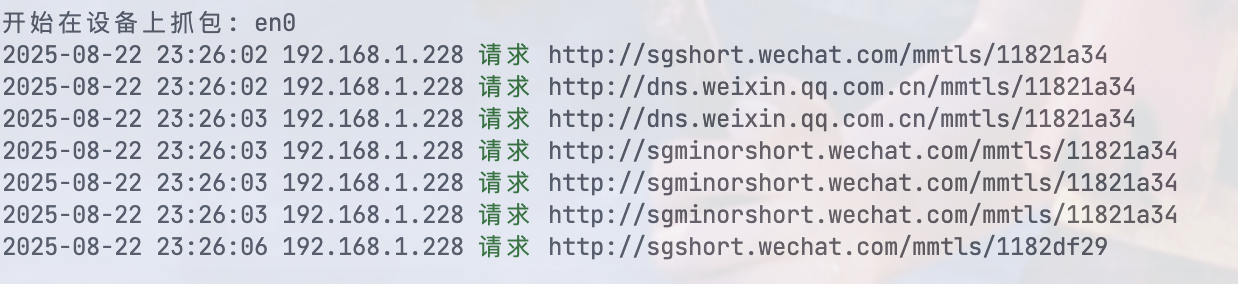 开始在设备上抓包: en0
2025-08-22 23:26:02 192.168.1.228 请求 http://sgshort.wechat.com/mmtls/11821a34
2025-08-22 23:26:02 192.168.1.228 请求 http://dns.weixin.qq.com.cn/mmtls/11821a34
2025-08-22 23:26:03 192.168.1.228 请求 http://dns.weixin.qq.com.cn/mmtls/11821a34
2025-08-22 23:26:03 192.168.1.228 请求 http://sgminorshort.wechat.com/mmtls/11821a34
2025-08-22 23:26:03 192.168.1.228 请求 http://sgminorshort.wechat.com/mmtls/11821a34
2025-08-22 23:26:03 192.168.1.228 请求 http://sgminorshort.wechat.com/mmtls/11821a34
2025-08-22 23:26:06 192.168.1.228 请求 http://sgshort.wechat.com/mmtls/1182df29